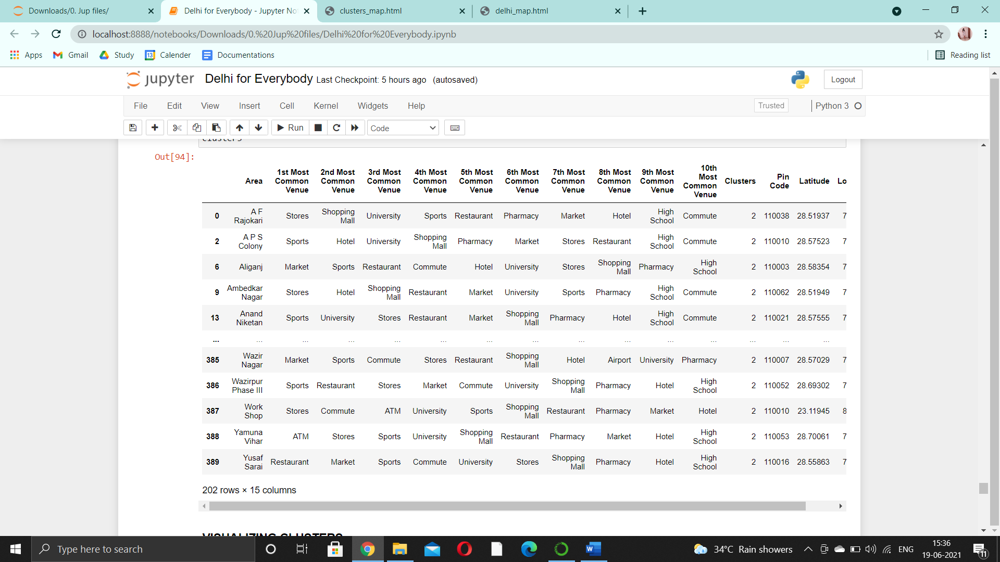 Downloads/0. Jup files/
Delhi for Everybody - Jupyter No
clusters_map.html
delhi_map.html
localhost:8888/notebooks/Downloads/0.%20Jup%20files/Delhi%20for%20Everybody.ipynb
Apps
Gmail
Study
13
Calender
Documentations
Reading list
jupyter
Delhi for Everybody
Last Checkpoint: 5 hours ago (autosaved)
Logout
File Edit View Insert Cell Kernel Widgets Help
Trusted
Python 3
Run
Code
clusters
Out[94]:
Area 1st Most Common Venue 2nd Most Common Venue 3rd Most Common Venue 4th Most Common Venue 5th Most Common Venue 6th Most Common Venue 7th Most Common Venue 8th Most Common Venue 9th Most Common Venue 10th Most Common Venue Clusters Pin Code Latitude Lo
0 A F Rajokari Stores Shopping Mall University Sports Restaurant Pharmacy Market Hotel High School Commute 2 110038 28.51937 7
2 A P S Colony Sports Hotel University Shopping Mall Pharmacy Market Stores Restaurant High School Commute 2 110010 28.57523 7
6 Aliganj Market Sports Restaurant Commute Hotel University Stores Shopping Mall Pharmacy High School 2 110003 28.58354 7
9 Ambedkar Nagar Stores Hotel Shopping Mall Restaurant Market University Sports Pharmacy High School Commute 2 110062 28.51949 7
13 Anand Niketan Sports University Stores Restaurant Market Shopping Mall Pharmacy Hotel High School Commute 2 110021 28.57555 7
... ... ... ... ... ... ... ... ... ... ... ... ... ... ...
385 Wazir Nagar Market Sports Commute Stores Restaurant Shopping Mall Hotel Airport University Pharmacy 2 110007 28.57029 7
386 Wazirpur Phase III Sports Restaurant Stores Market Commute University Shopping Mall Pharmacy Hotel High School 2 110052 28.69302 7
387 Work Shop Stores Commute ATM University Sports Shopping Mall Restaurant Pharmacy Market Hotel 2 110010 23.11945 8
388 Yamuna Vihar ATM Stores Sports University Shopping Mall Restaurant Pharmacy Market Hotel High School 2 110053 28.70061 7
389 Yusaf Sarai Restaurant Market Sports Commute University Stores Shopping Mall Pharmacy Hotel High School 2 110016 28.55863 7
202 rows × 15 columns
VISUALIZING CLUSTERS
Type here to search
W
34°C Rain showers
ENG
15:36
19-06-2021
11